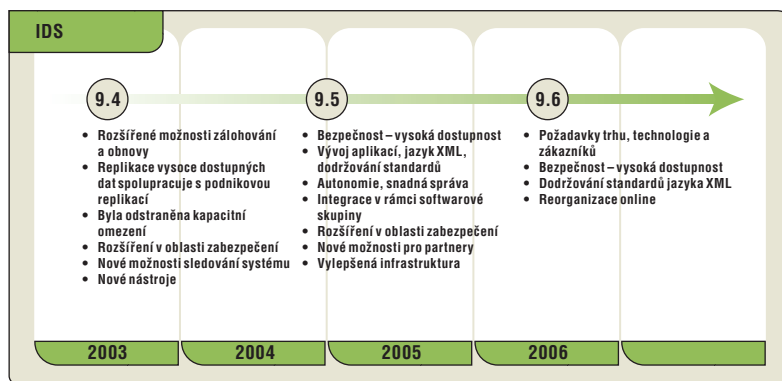 IDS
9.4
• Rozšířené možnosti zálohování
a obnovy
• Replikace vysoce dostupných
dat spolupracuje s podnikovou
replikací
• Byla odstraněna kapacitní
omezení
• Rozšíření v oblasti zabezpečení
• Nové možnosti sledování systému
• Nové nástroje
9.5
• Bezpečnost – vysoká dostupnost
• Vývoj aplikací, jazyk XML,
dodržování standardů
• Autonomie, snadná správa
• Integrace v rámci softwarové
skupiny
• Rozšíření v oblasti zabezpečení
• Nové možnosti pro partnery
• Vylepšená infrastruktura
9.6
• Požadavky trhu, technologie a
zákazníků
• Bezpečnost – vysoká dostupnost
• Dodržování standardů jazyka XML
• Reorganizace online
2003
2004
2005
2006